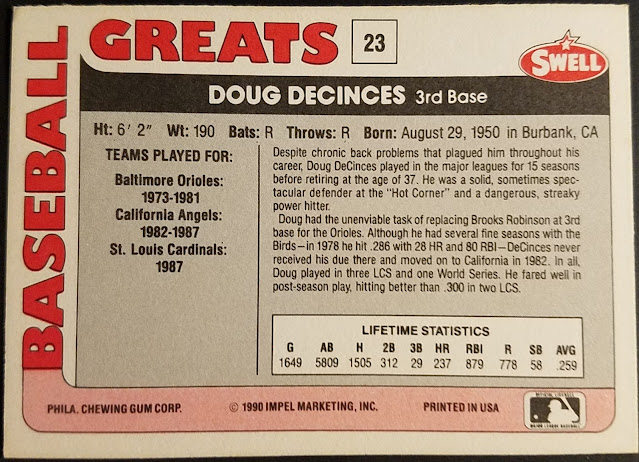 BASEBALL
GREATS
23
SWELL
DOUG DECINCES 3rd Base
Ht: 6' 2" Wt: 190 Bats: R Throws: R Born: August 29, 1950 in Burbank, CA
TEAMS PLAYED FOR:
Baltimore Orioles:
1973-1981
California Angels:
1982-1987
St. Louis Cardinals:
1987
Despite chronic back problems that plagued him throughout his
career, Doug DeCinces played in the major leagues for 15 seasons
before retiring at the age of 37. He was a solid, sometimes spec-
tacular defender at the "Hot Corner" and a dangerous, streaky
power hitter.
Doug had the unenviable task of replacing Brooks Robinson at 3rd
base for the Orioles. Although he had several fine seasons with the
Birds—in 1978 he hit .286 with 28 HR and 80 RBI—DeCinces never
received his due there and moved on to California in 1982. In all,
Doug played in three LCS and one World Series. He fared well in
post-season play, hitting better than .300 in two LCS.
LIFETIME STATISTICS
G AB H 2B 3B HR RBI R SB AVG
1649 5809 1505 312 29 237 879 778 58 .259
PHILA. CHEWING GUM CORP. © 1990 IMPEL MARKETING, INC. PRINTED IN USA
OFFICIAL LICENSEE
MAJOR LEAGUE BASEBALL